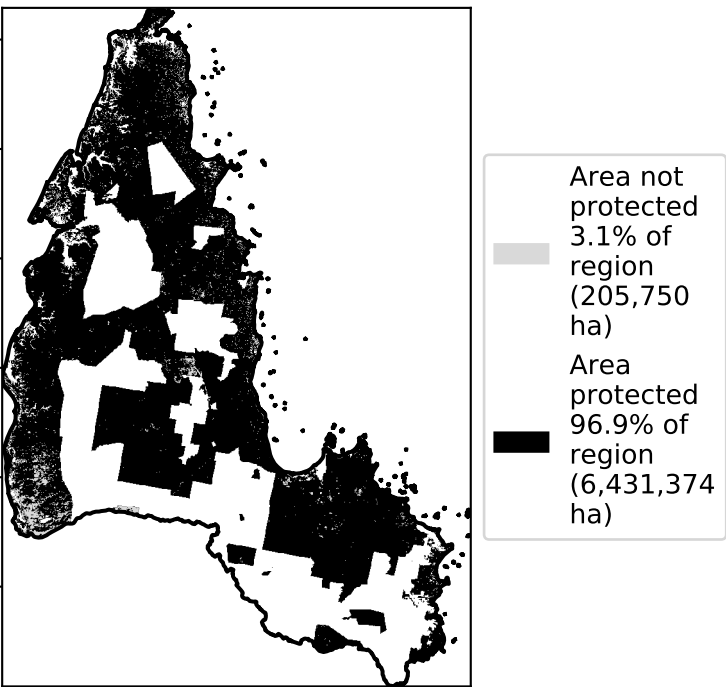 Area not
protected
3.1% of
region
(205,750
ha)
Area
protected
96.9% of
region
(6,431,374
ha)